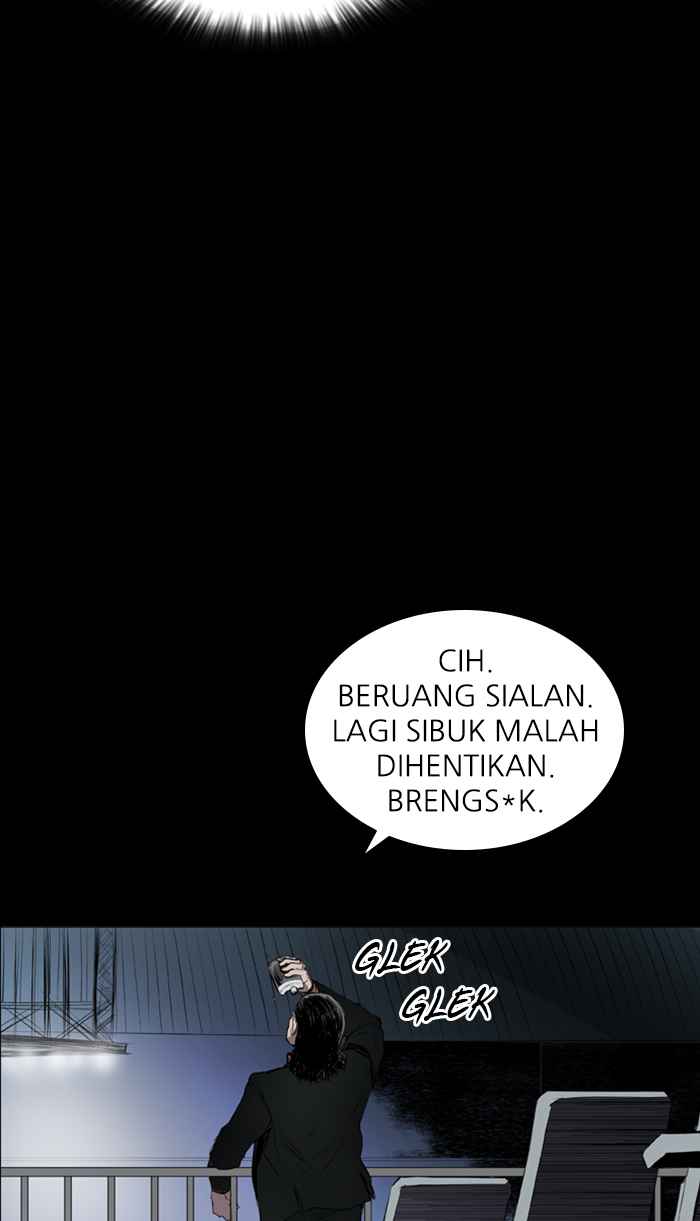 CIH.
BERUANG SIALAN.
LAGI SIBUK MALAH
DIHENTIKAN.
BRENGS*K.
GLEK
GLEK